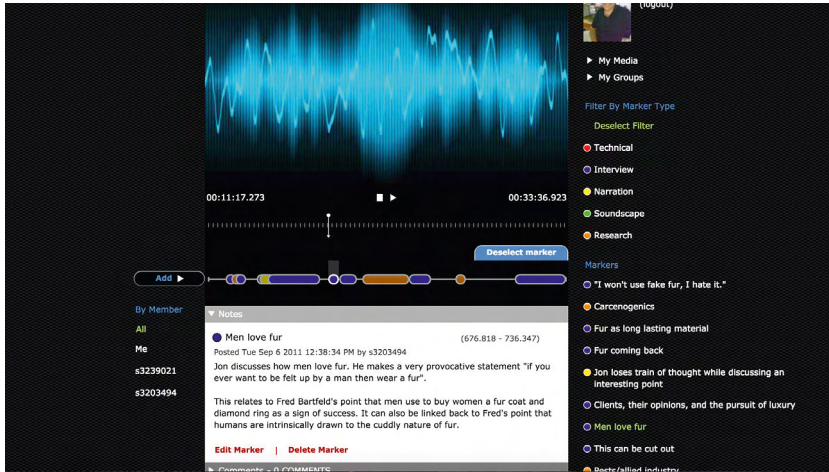 (logout)
My Media
My Groups
Filter By Marker Type
Deselect Filter
Technical
Interview
Narration
Soundscape
Research
00:11:17.273
00:33:36.923
Deselect marker
Add
By Member
All
Me
s3239021
s3203494
Notes
Men love fur
(676.818 - 736.347)
Posted Tue Sep 6 2011 12:38:34 PM by s3203494
Jon discusses how men love fur. He makes a very provocative statement "if you
ever want to be felt up by a man then wear a fur".
This relates to Fred Bartfeld's point that men use to buy women a fur coat and
diamond ring as a sign of success. It can also be linked back to Fred's point that
humans are intrinsically drawn to the cuddly nature of fur.
Edit Marker | Delete Marker
Comments - 0 COMMENTS
Markers
"I won't use fake fur, I hate it."
Carcenogenics
Fur as long lasting material
Fur coming back
Jon loses train of thought while discussing an
interesting point
Clients, their opinions, and the pursuit of luxury
Men love fur
This can be cut out
Pests/allied industry